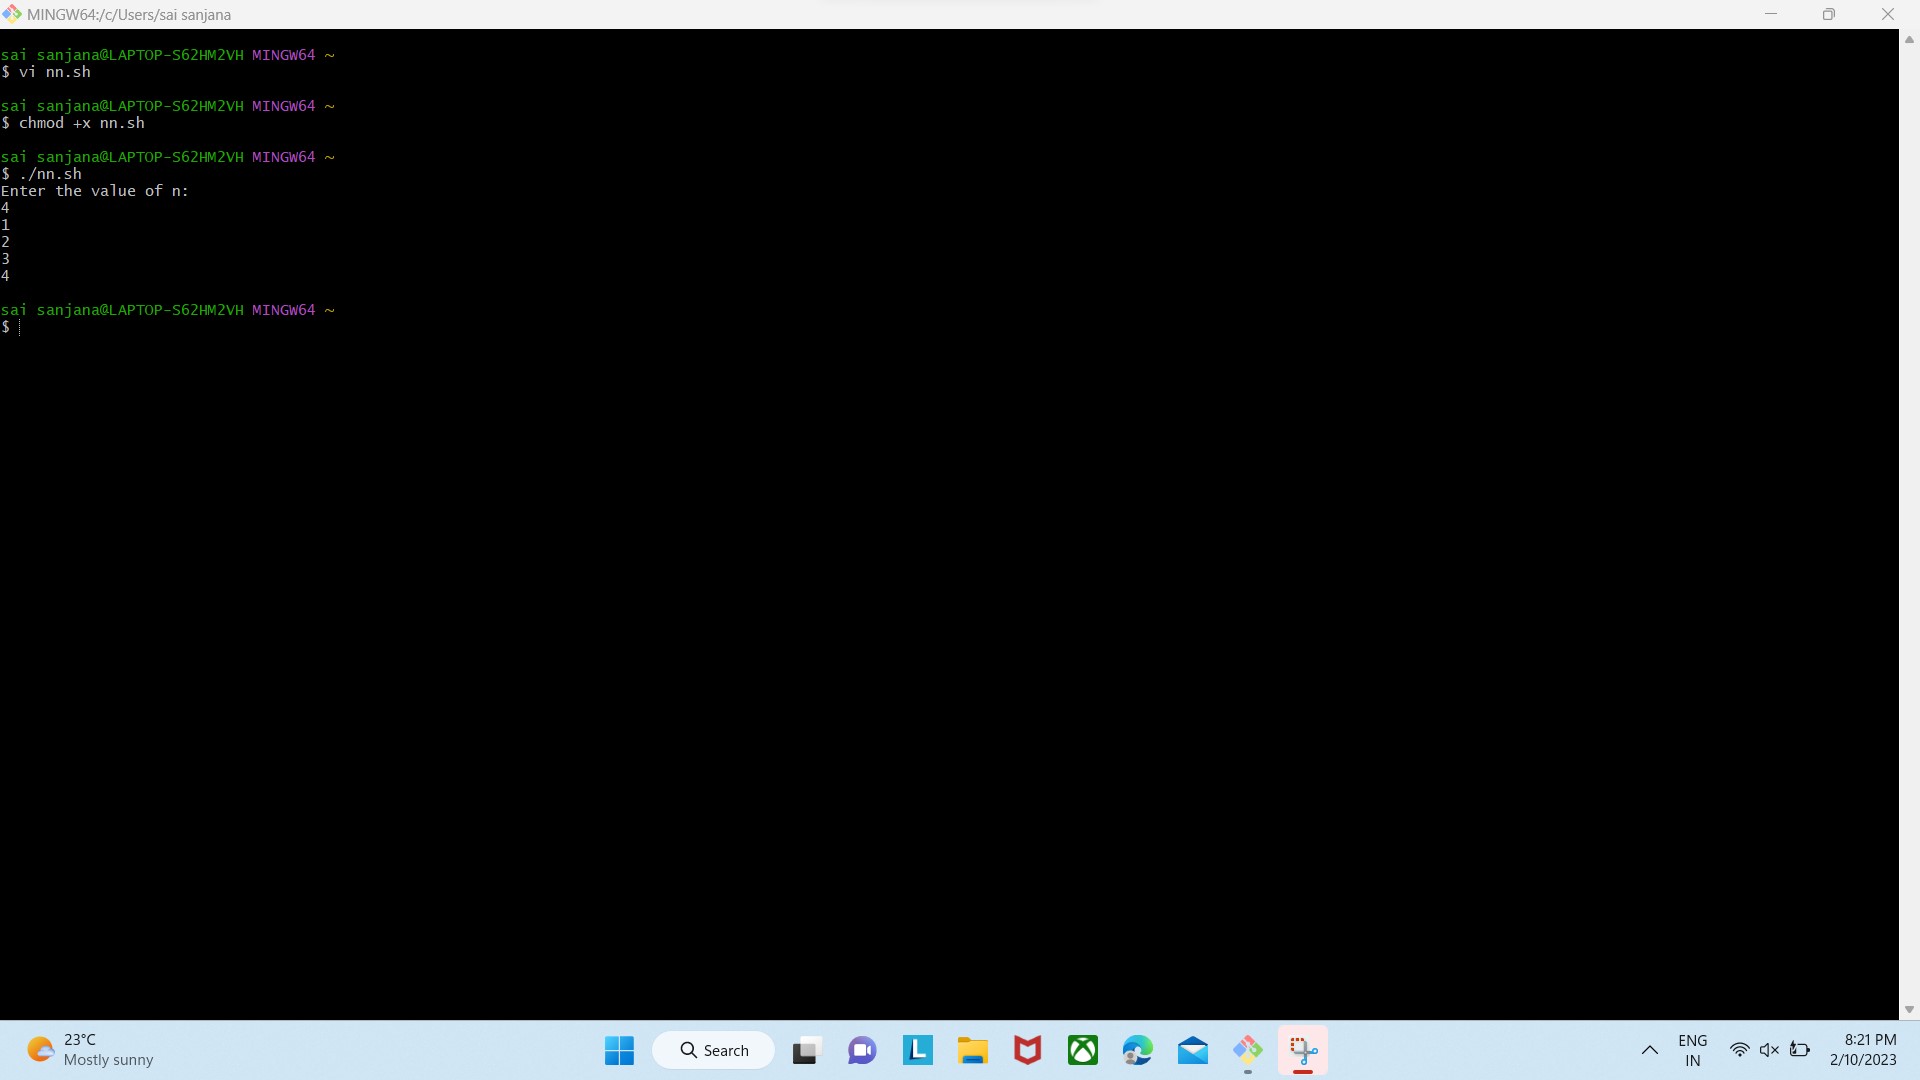 MINGW64:/c/Users/sai sanjana
sai sanjana@LAPTOP-S62HM2VH MINGW64 ~
$ vi nn.sh
sai sanjana@LAPTOP-S62HM2VH MINGW64 ~
$ chmod +x nn.sh
sai sanjana@LAPTOP-S62HM2VH MINGW64 ~
$ ./nn.sh
Enter the value of n:
4
1
2
3
4
sai sanjana@LAPTOP-S62HM2VH MINGW64 ~
$
23°C
Mostly sunny
Search
L
ENG
IN
8:21 PM
2/10/2023